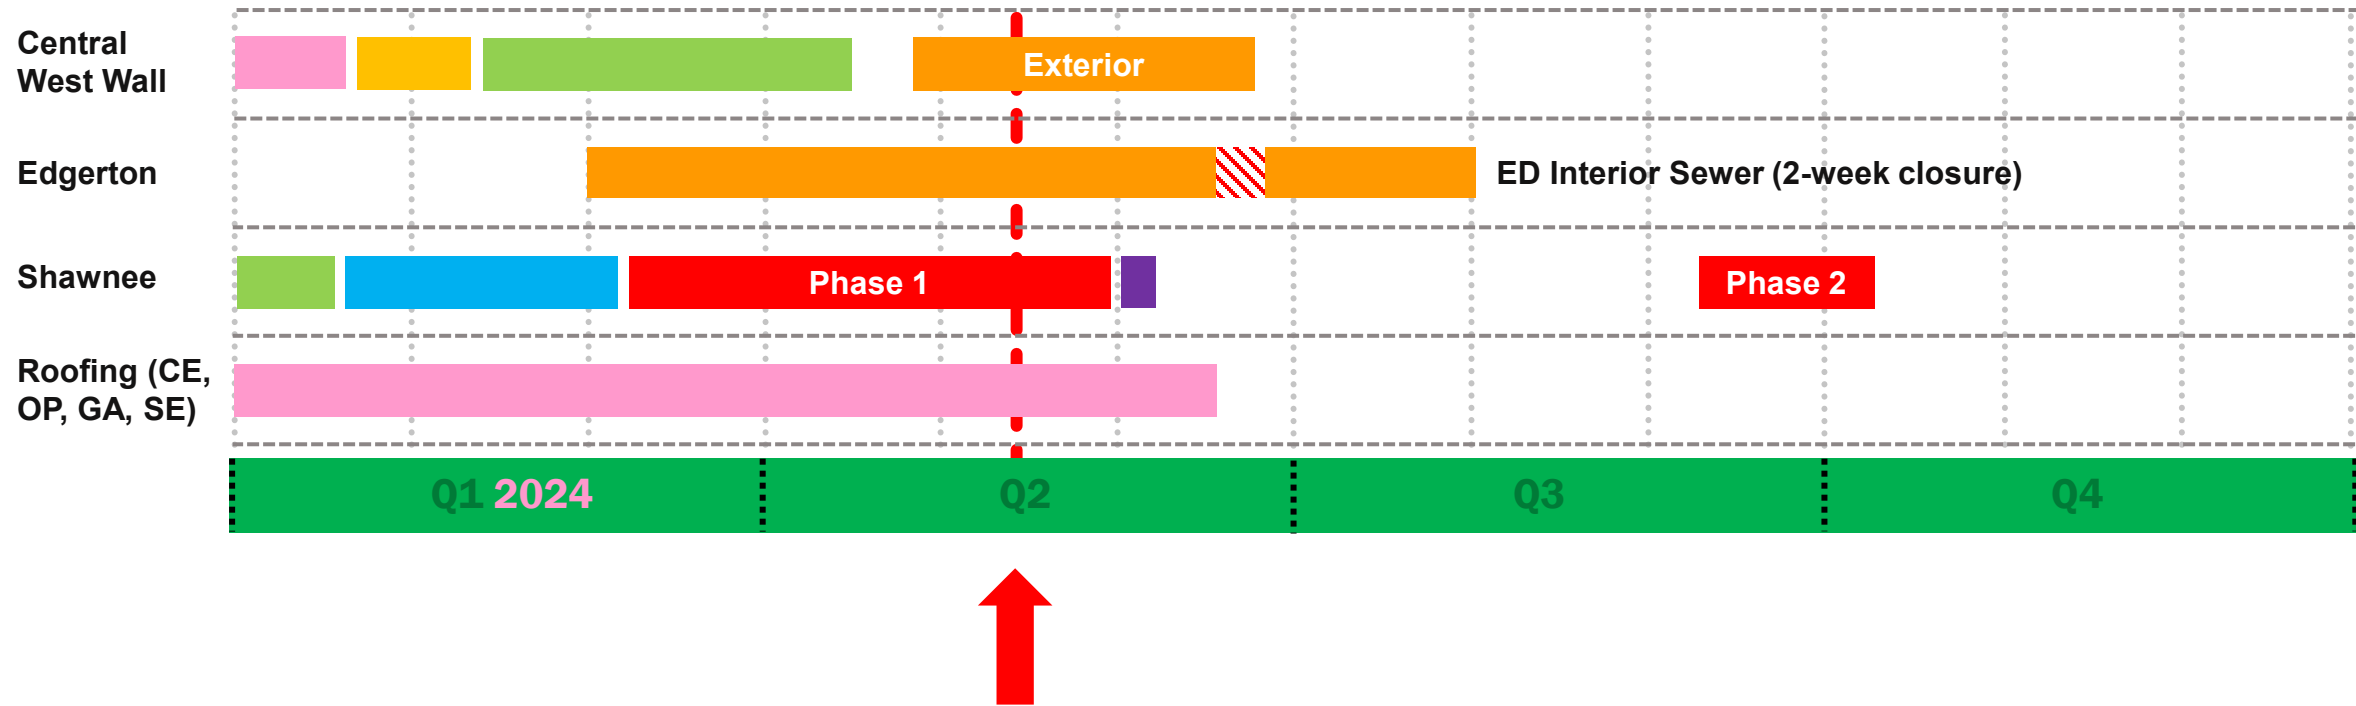 Central
West Wall
Exterior
Edgerton
ED Interior Sewer (2-week closure)
Shawnee
Phase 1
Phase 2
Roofing (CE,
OP, GA, SE)
Q1 2024
Q2
Q3
Q4